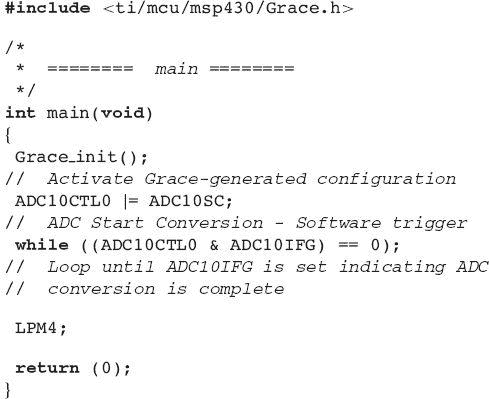 #include <ti/mcu/msp430/Grace.h>
/*
* ======== main ========
*/
int main(void)
{
Grace_init();
// Activate Grace-generated configuration
ADC10CTL0 |= ADC10SC;
// ADC Start Conversion - Software trigger
while ((ADC10CTL0 & ADC10IFG) == 0);
// Loop until ADC10IFG is set indicating ADC
// conversion is complete
LPM4;
return (0);
}